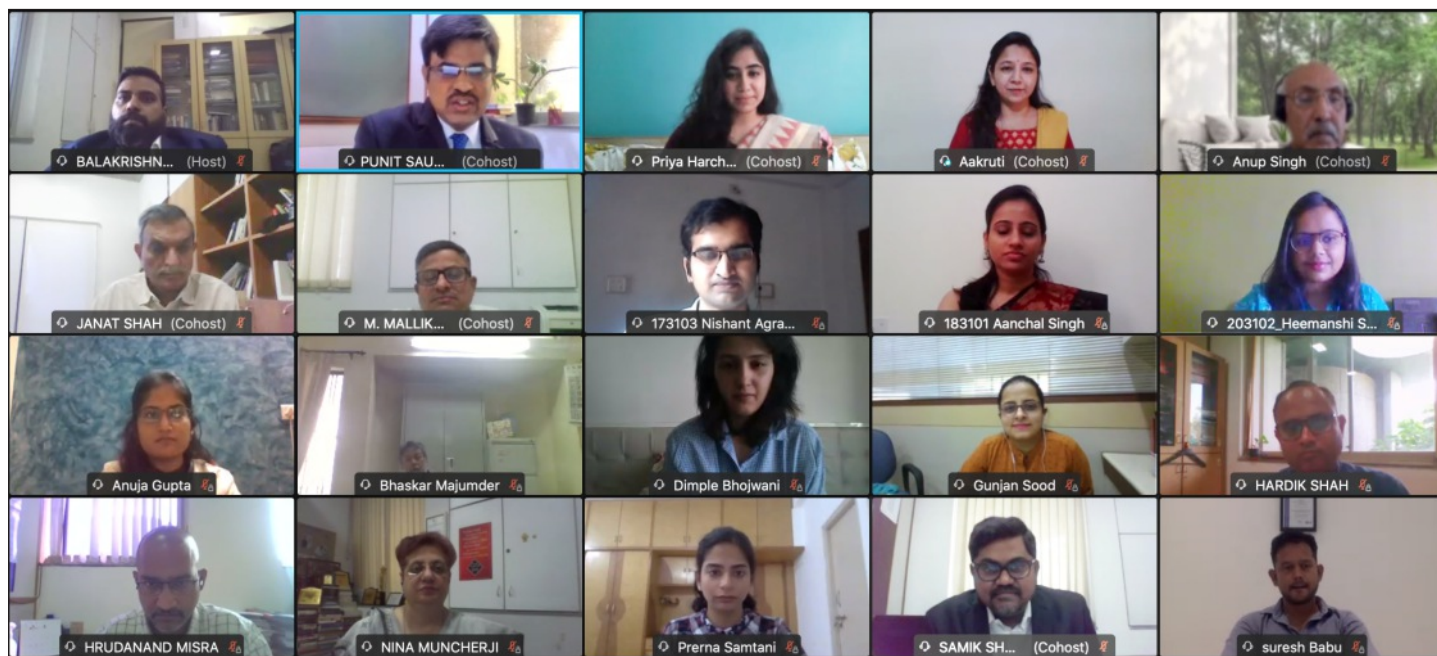 BALAKRISHN... (Host)
PUNIT SAU... (Cohost)
Priya Harch... (Cohost)
Aakruti (Cohost)
Anup Singh (Cohost)
JANAT SHAH (Cohost)
M. MALLIK... (Cohost)
173103 Nishant Agra...
183101 Aanchal Singh
203102_Heemanshi S...
Anuja Gupta
Bhaskar Majumder
Dimple Bhojwani
Gunjan Sood
HARDIK SHAH
HRUDANAND MISRA
NINA MUNCHERJI
Prerna Samtani
SAMIK SH... (Cohost)
suresh Babu